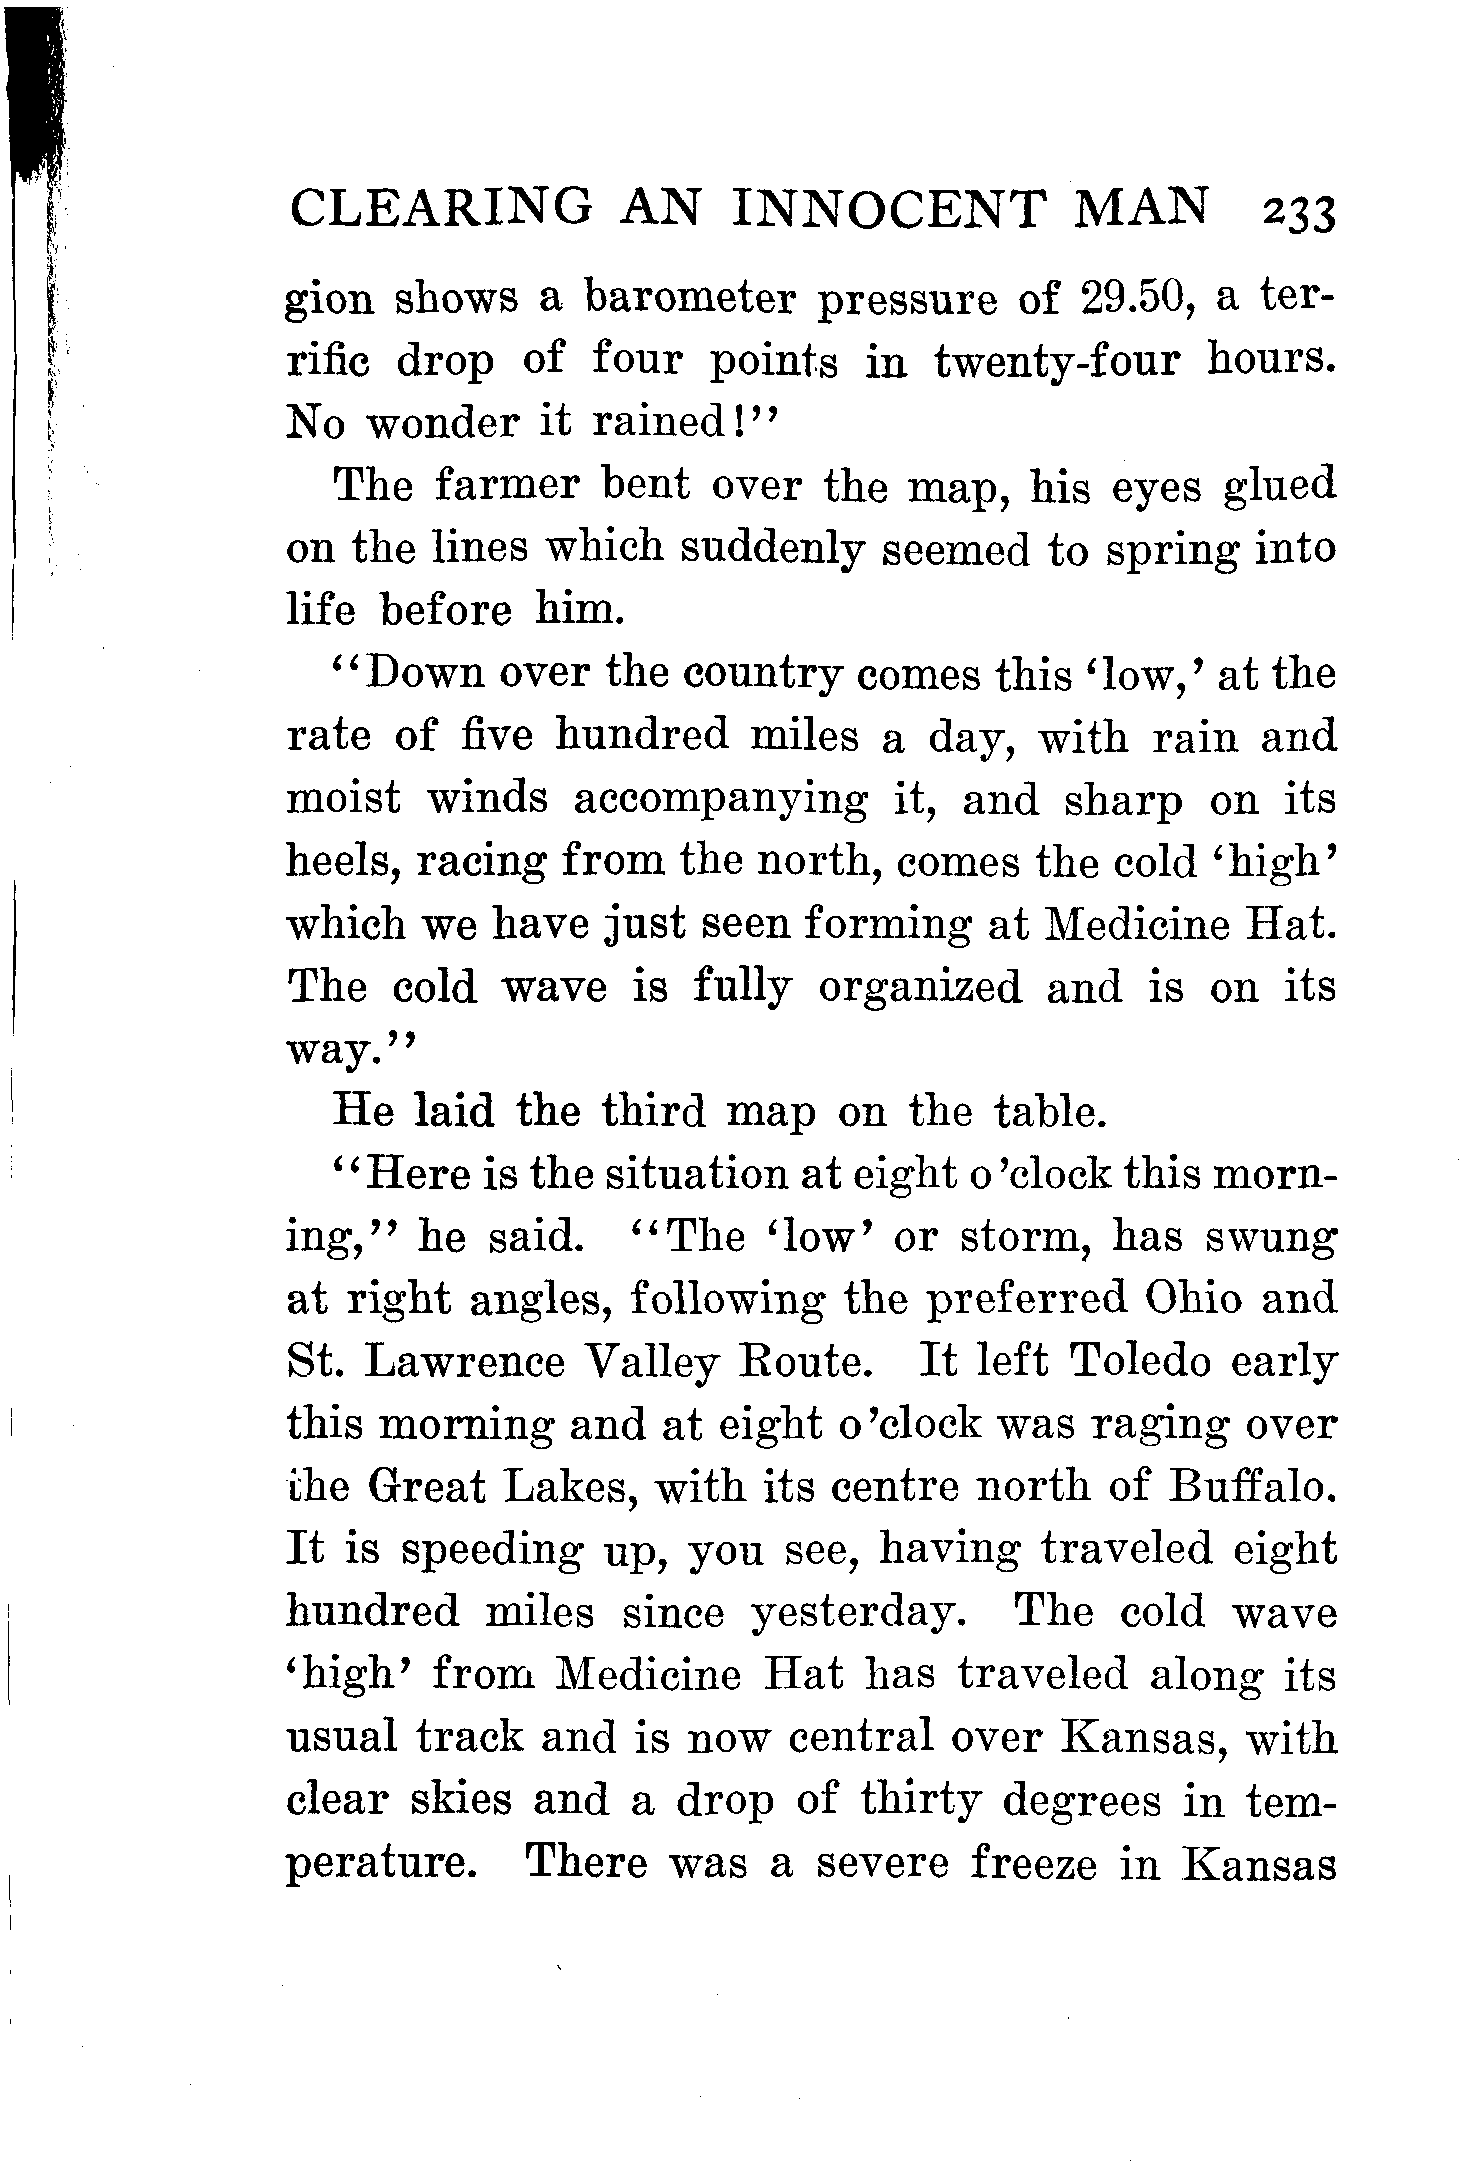 CLEARING AN INNOCENT MAN 233
gion shows a barometer pressure of 29.50, a ter-
rific drop of four points in twenty-four hours.
No wonder it rained!"
The farmer bent over the map, his eyes glued
on the lines which suddenly seemed to spring into
life before him.
"Down over the country comes this 'low,' at the
rate of five hundred miles a day, with rain and
moist winds accompanying it, and sharp on its
heels, racing from the north, comes the cold 'high'
which we have just seen forming at Medicine Hat.
The cold wave is fully organized and is on its
way."
He laid the third map on the table.
"Here is the situation at eight o'clock this morn-
ing," he said. "The 'low' or storm, has swung
at right angles, following the preferred Ohio and
St. Lawrence Valley Route. It left Toledo early
this morning and at eight o'clock was raging over
the Great Lakes, with its centre north of Buffalo.
It is speeding up, you see, having traveled eight
hundred miles since yesterday. The cold wave
'high' from Medicine Hat has traveled along its
usual track and is now central over Kansas, with
clear skies and a drop of thirty degrees in tem-
perature. There was a severe freeze in Kansas